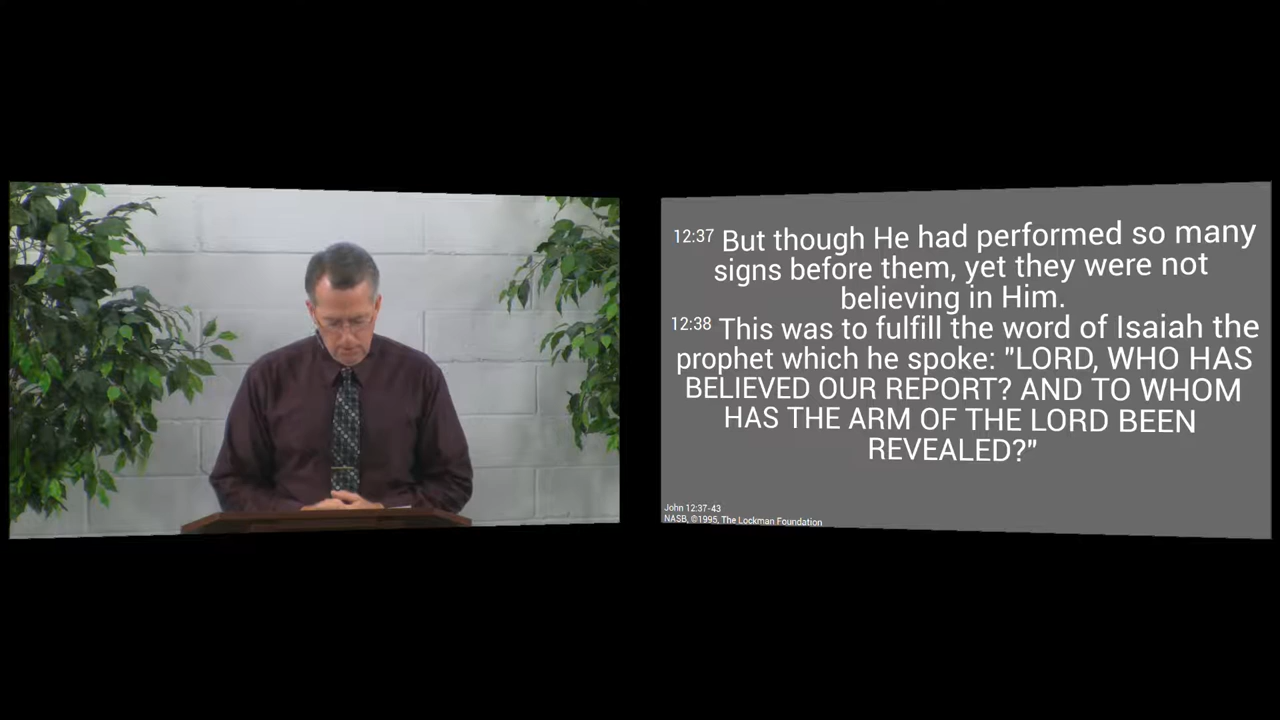 12:37 But though He had performed so many
signs before them, yet they were not
believing in Him.
12:38 This was to fulfill the word of Isaiah the
prophet which he spoke: "LORD, WHO HAS
BELIEVED OUR REPORT? AND TO WHOM
HAS THE ARM OF THE LORD BEEN
REVEALED?"
John 12:37-43
NASB, ©1995, The Lockman Foundation